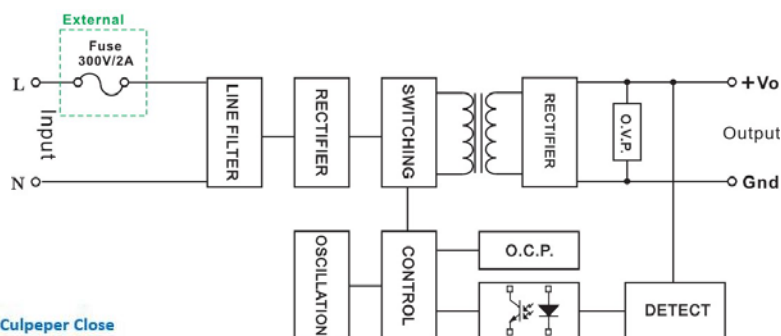 External
Fuse
300V/2A
L
Input
N
LINE FILTER
RECTIFIER
SWITCHING
RECTIFIER
O.V.P.
+Vo
Output
Gnd
OSCILLATION
CONTROL
O.C.P.
DETECT
Culpeper Close